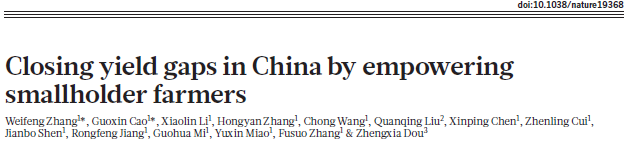 doi:10.1038/nature19368
Closing yield gaps in China by empowering
smallholder farmers
Weifeng Zhang1*, Guoxin Cao1*, Xiaolin Li1, Hongyan Zhang1, Chong Wang1, Quanqing Liu2, Xinping Chen1, Zhenling Cui1,
Jianbo Shen1, Rongfeng Jiang1, Guohua Mi1, Yuxin Miao1, Fusuo Zhang1 & Zhengxia Dou3